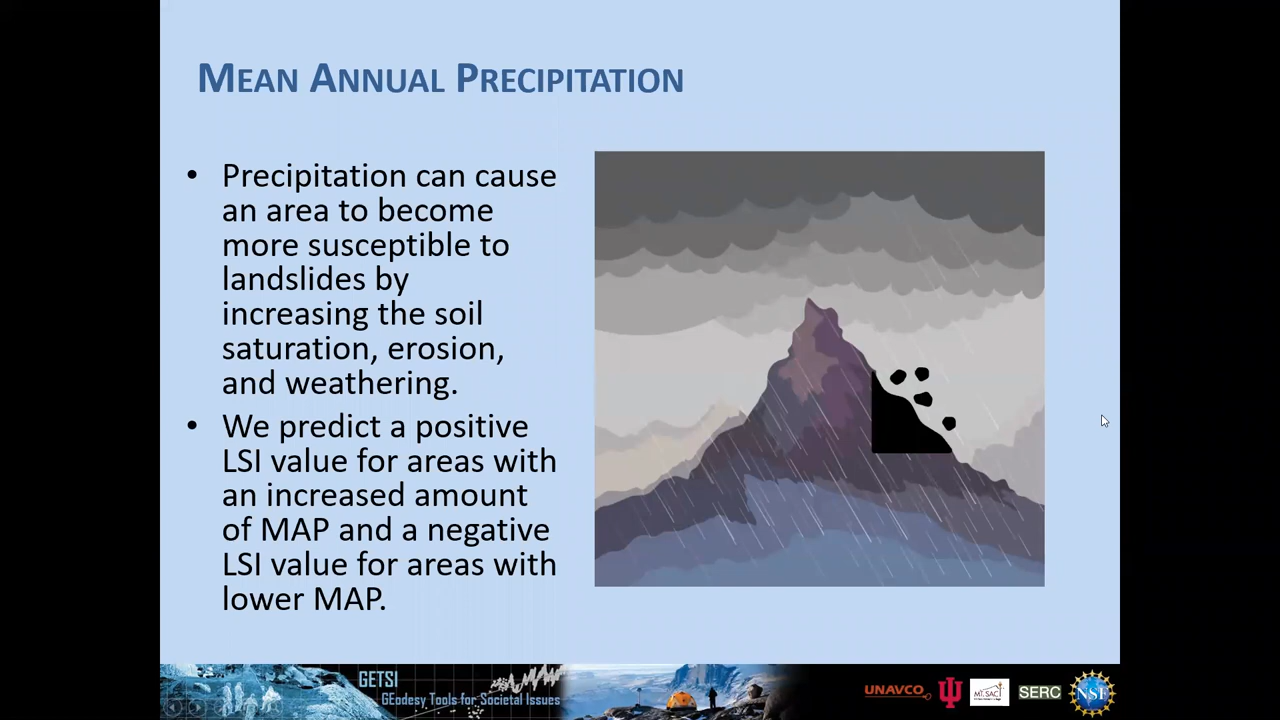 MEAN ANNUAL PRECIPITATION
• Precipitation can cause
an area to become
more susceptible to
landslides by
increasing the soil
saturation, erosion,
and weathering.
• We predict a positive
LSI value for areas with
an increased amount
of MAP and a negative
LSI value for areas with
lower MAP.
GETSI
GEodesy Tools for Societal Issues
UNAVCO
MT. SAC
SERC
NSF